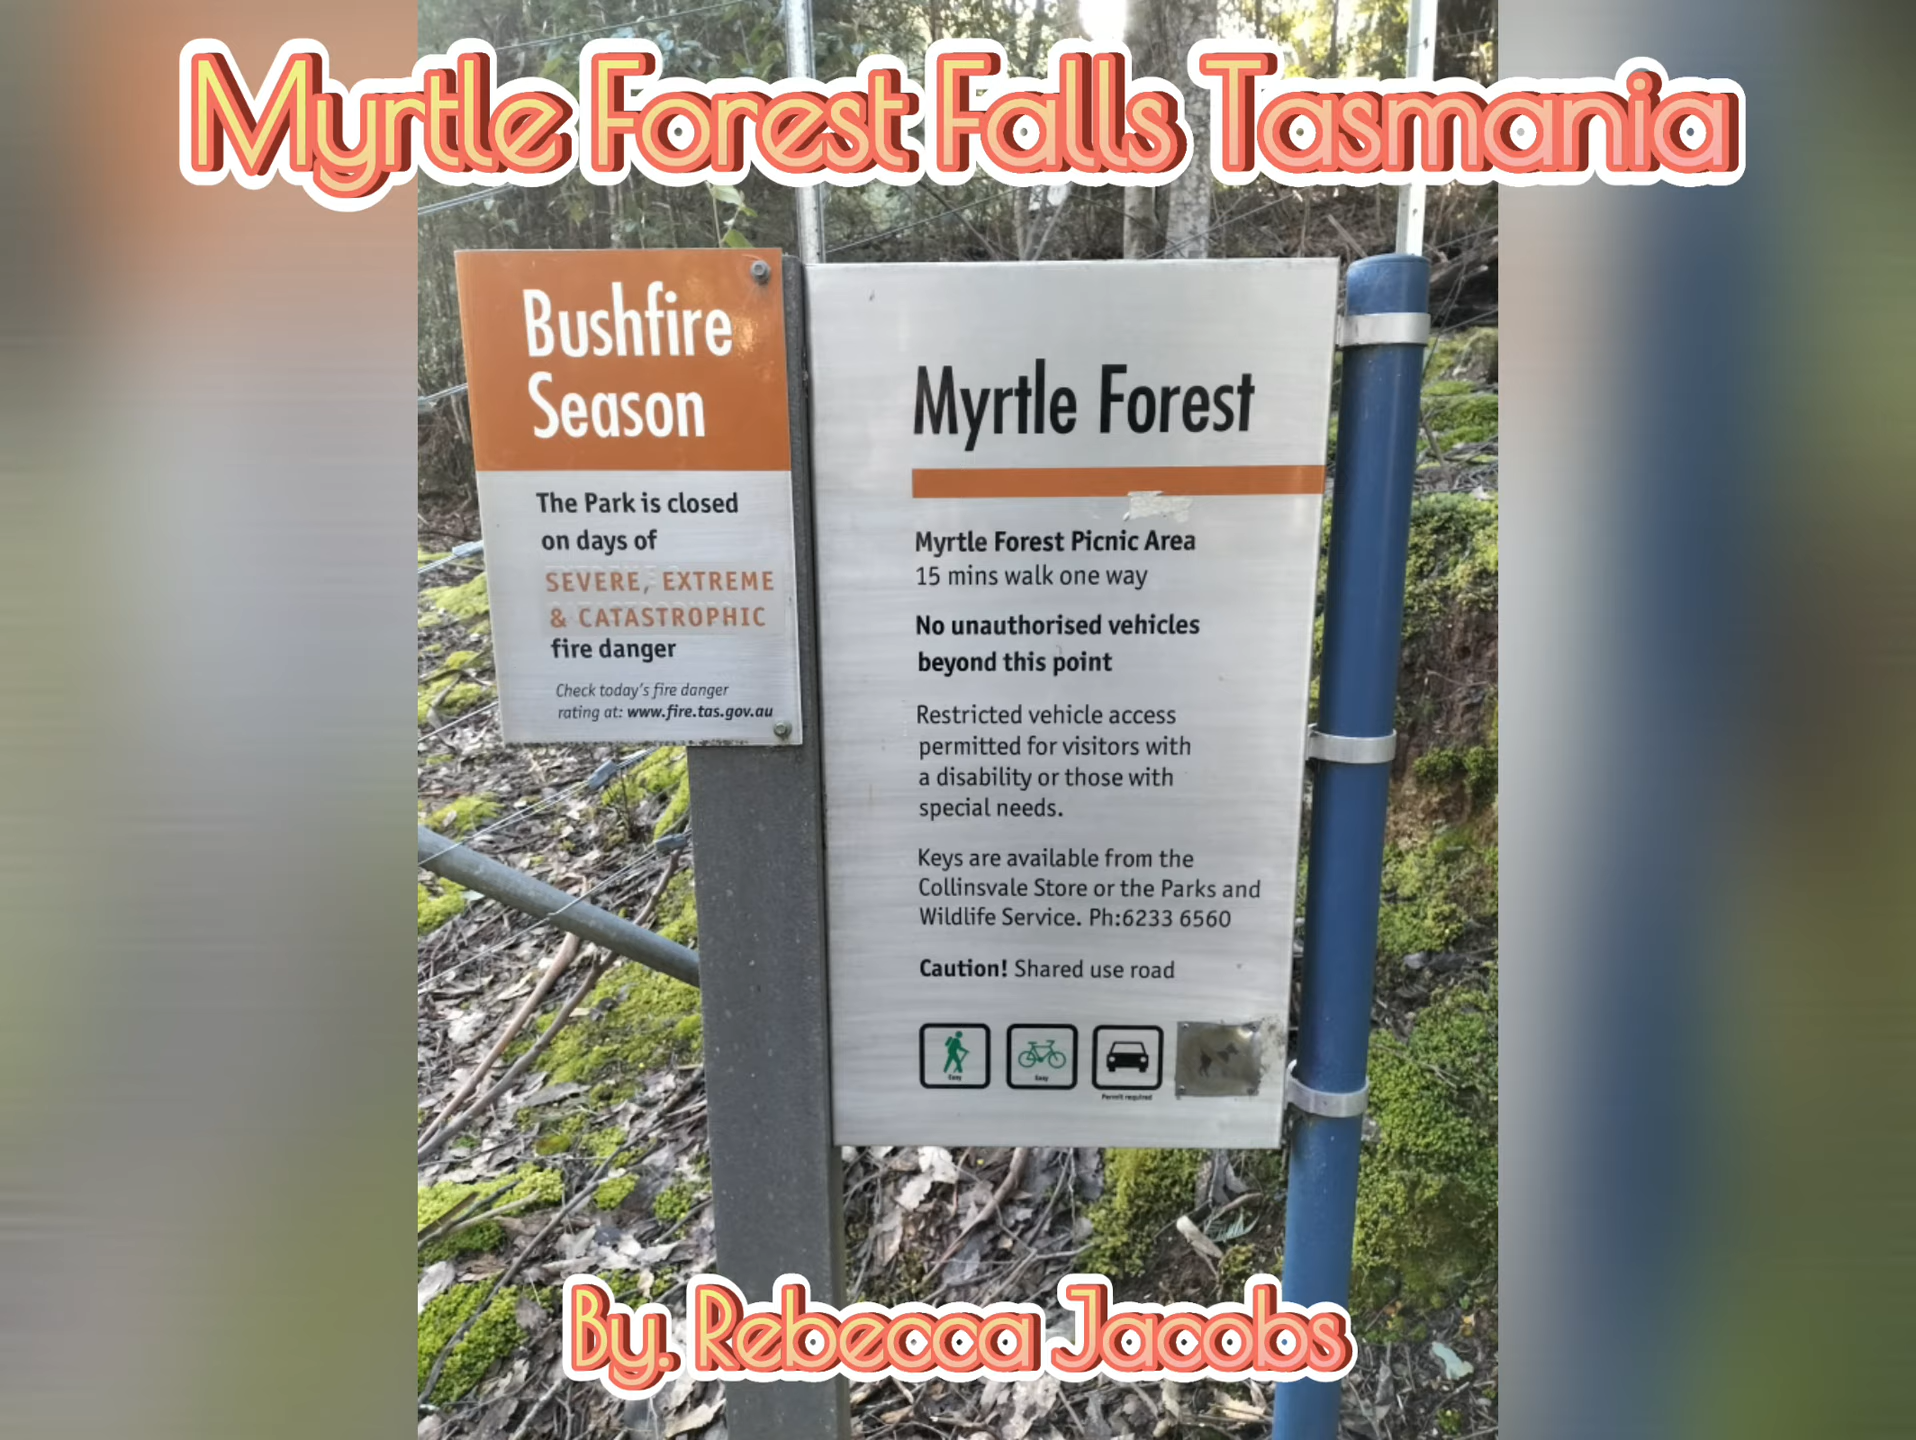 Myrtle Forest Falls Tasmania
Bushfire
Season
The Park is closed
on days of
SEVERE, EXTREME
& CATASTROPHIC
fire danger
Check today's fire danger
rating at: www.fire.tas.gov.au
Myrtle Forest
Myrtle Forest Picnic Area
15 mins walk one way
No unauthorised vehicles
beyond this point
Restricted vehicle access
permitted for visitors with
a disability or those with
special needs.
Keys are available from the
Collinsvale Store or the Parks and
Wildlife Service. Ph:6233 6560
Caution! Shared use road
Easy
Easy
Permit required
By. Rebecca Jacobs